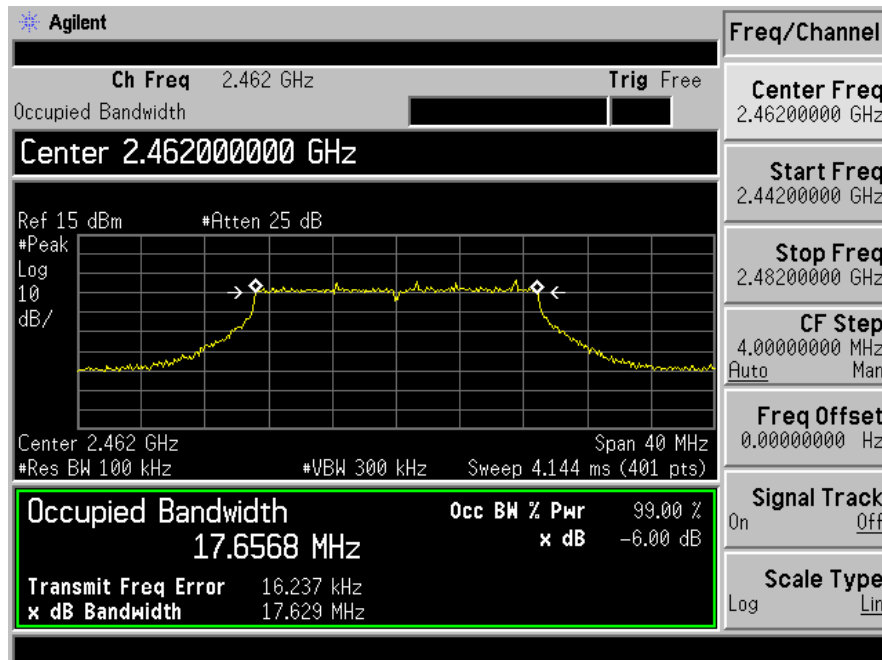 Agilent
Ch Freq 2.462 GHz Trig Free
Occupied Bandwidth
Center 2.462000000 GHz
Ref 15 dBm #Atten 25 dB
#Peak
Log
10
dB/
Center 2.462 GHz Span 40 MHz
#Res BW 100 kHz #VBW 300 kHz Sweep 4.144 ms (401 pts)
Occupied Bandwidth Occ BW % Pwr 99.00 %
17.6568 MHz x dB -6.00 dB
Transmit Freq Error 16.237 kHz
x dB Bandwidth 17.629 MHz
Freq/Channel
Center Freq
2.46200000 GHz
Start Freq
2.44200000 GHz
Stop Freq
2.48200000 GHz
CF Step
4.00000000 MHz
Auto Man
Freq Offset
0.00000000 Hz
Signal Track
On Off
Scale Type
Log Lin